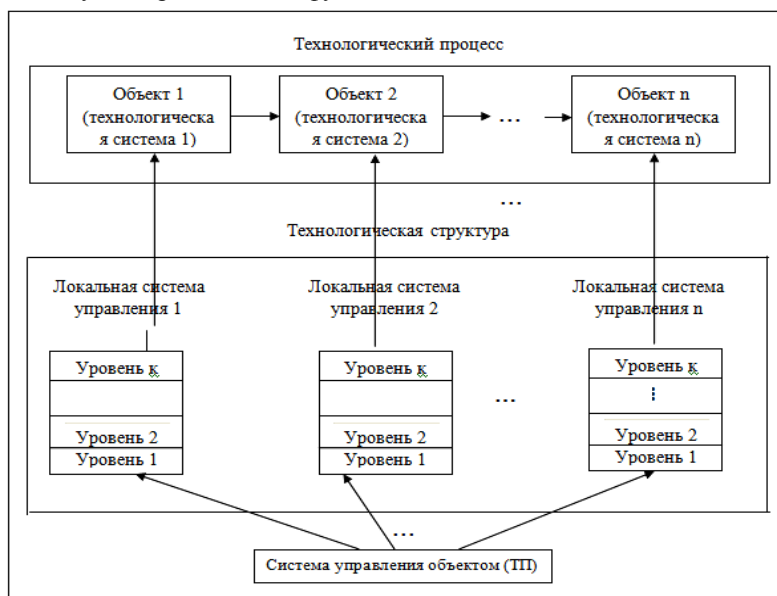 Технологический процесс
Объект 1
(технологическа
я система 1)
Объект 2
(технологическа
я система 2)
...
Объект n
(технологическа
я система n)
...
Технологическая структура
Локальная система
управления 1
Локальная система
управления 2
Локальная система
управления n
Уровень к
Уровень 2
Уровень 1
Уровень к
Уровень 2
Уровень 1
...
Уровень к
⋮
Уровень 2
Уровень 1
...
Система управления объектом (ТП)